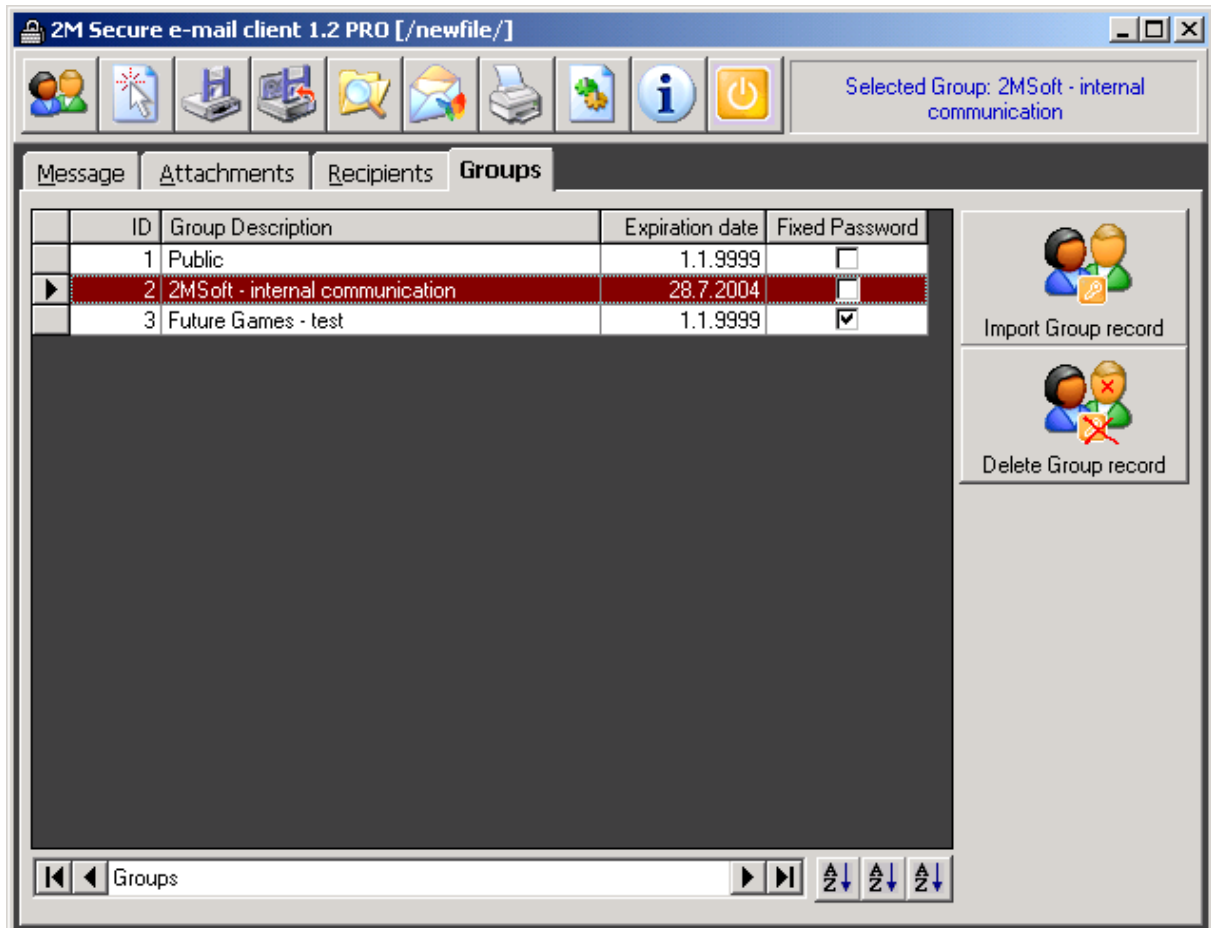 2M Secure e-mail client 1.2 PRO [/newfile/]
Selected Group: 2MSoft - internal
communication
Message Attachments Recipients Groups
ID Group Description Expiration date Fixed Password
1 Public 1.1.9999
2 2MSoft - internal communication 28.7.2004
3 Future Games - test 1.1.9999
Import Group record
Delete Group record
Groups